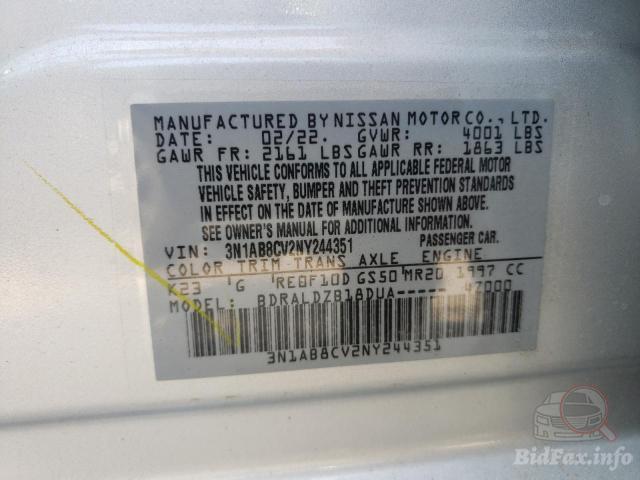 MANUFACTURED BY NISSAN MOTOR CO., LTD.
DATE: 02/22. GVWR: 4001 LBS
GAWR FR: 2161 LBS GAWR RR: 1863 LBS
THIS VEHICLE CONFORMS TO ALL APPLICABLE FEDERAL MOTOR
VEHICLE SAFETY, BUMPER AND THEFT PREVENTION STANDARDS
IN EFFECT ON THE DATE OF MANUFACTURE SHOWN ABOVE.
SEE OWNER'S MANUAL FOR ADDITIONAL INFORMATION.
VIN: 3N1AB8CV2NY244351 PASSENGER CAR.
COLOR TRIM TRANS AXLE ENGINE
K23 G RE0F10D GS50 MR20 1997 CC
MODEL: BDRALDZB18DUA----- 47000
3N1AB8CV2NY244351
BidFax.info